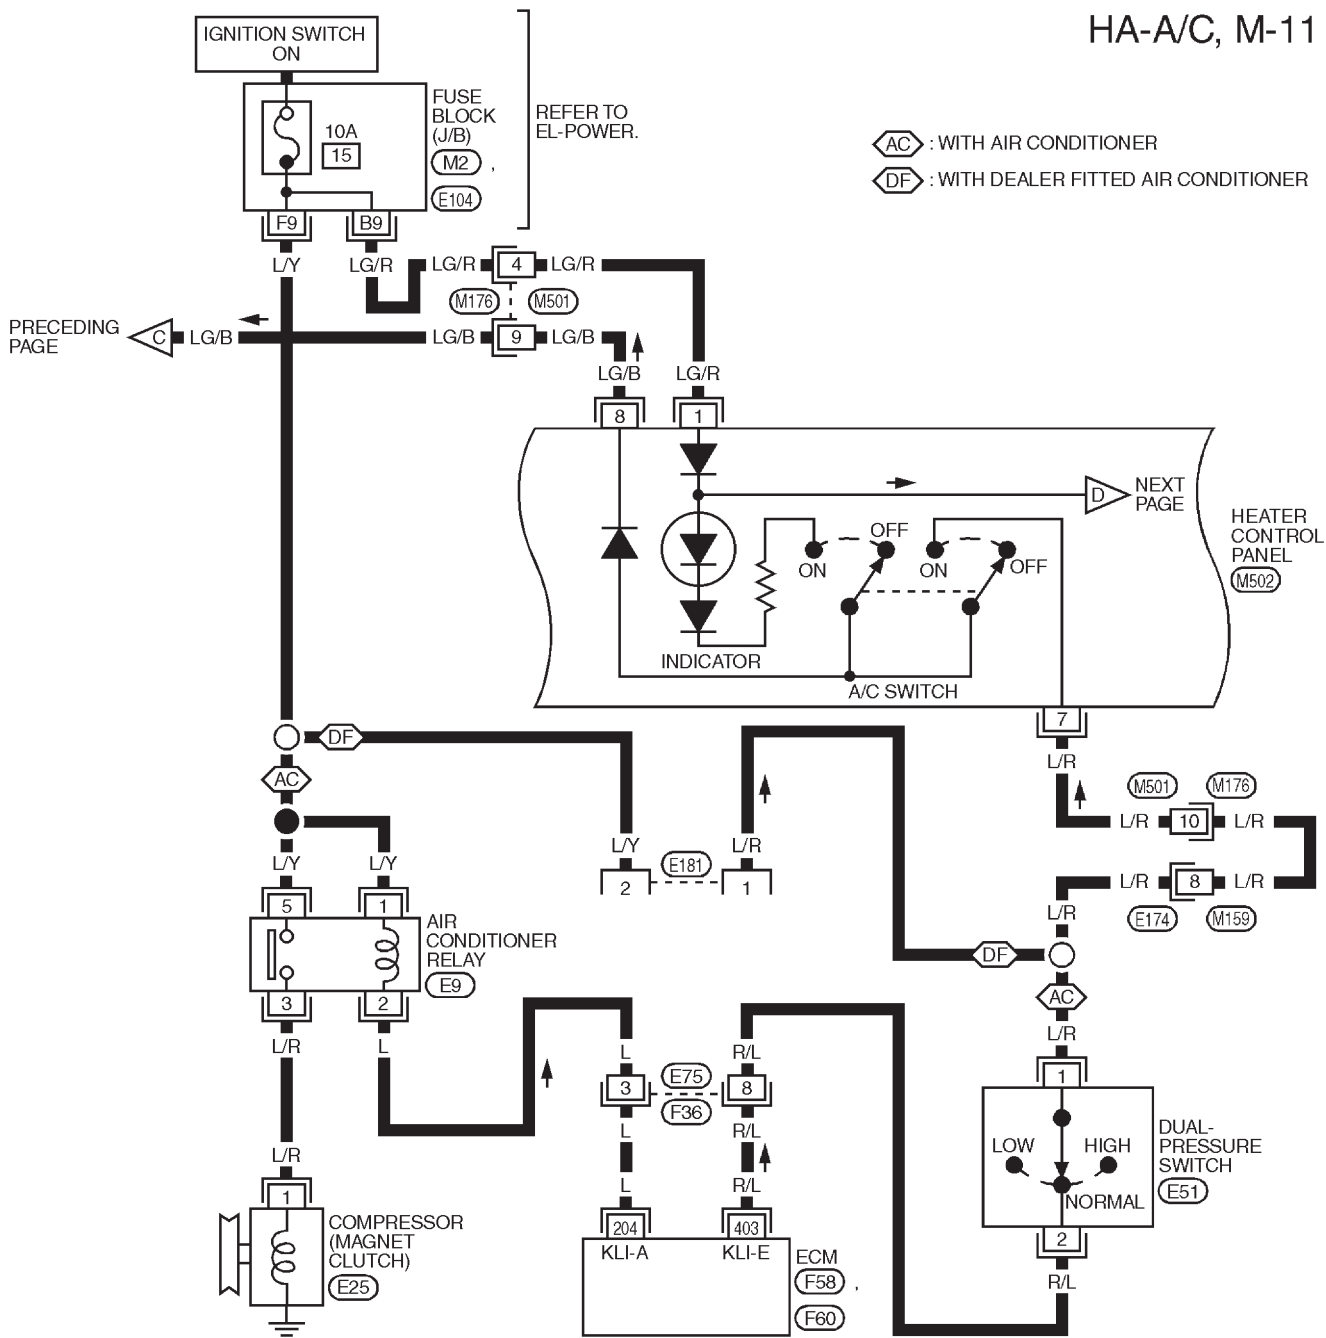 HA-A/C, M-11
IGNITION SWITCH
ON
FUSE
BLOCK
(J/B)
M2 ,
E104
10A
15
REFER TO
EL-POWER.
AC : WITH AIR CONDITIONER
DF : WITH DEALER FITTED AIR CONDITIONER
F9 B9
L/Y LG/R LG/R 4 LG/R
M176 M501
PRECEDING
PAGE
C LG/B LG/B 9 LG/B
LG/B LG/R
8 1
D NEXT
PAGE
HEATER
CONTROL
PANEL
M502
OFF
ON ON OFF
INDICATOR
A/C SWITCH
7
DF
L/R
AC
M501 M176
L/R 10 L/R
L/Y L/R
L/Y L/Y
E181
2 1
L/R 8 L/R
E174 M159
L/R
5 1
AIR
CONDITIONER
RELAY
E9
DF
AC
3 2
L/R L
L/R
L R/L
3 E75 8
F36
L R/L
1
DUAL-
PRESSURE
SWITCH
E51
LOW HIGH
NORMAL
L/R
L R/L
1
204 403
KLI-A KLI-E
COMPRESSOR
(MAGNET
CLUTCH)
E25
ECM
F58 ,
F60
2
R/L